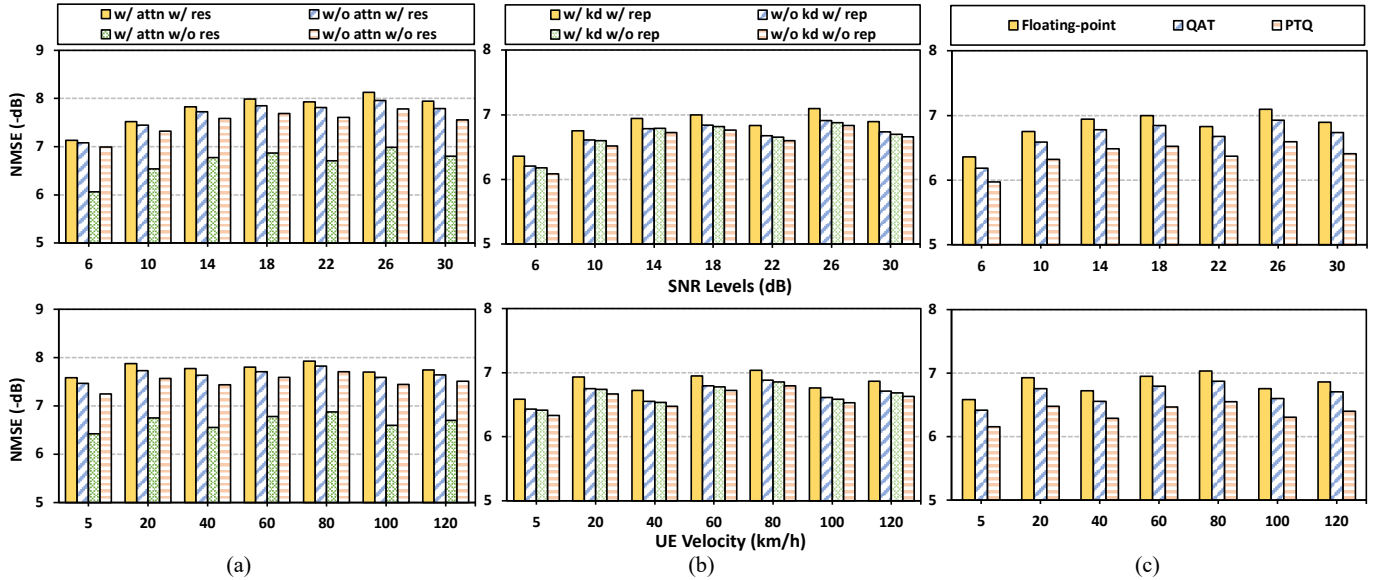 w/ attn w/ res w/o attn w/ res
w/ attn w/o res w/o attn w/o res
NMSE (-dB)
9
8
7
6
5
6 10 14 18 22 26 30
w/ kd w/ rep w/o kd w/ rep
w/ kd w/o rep w/o kd w/o rep
8
7
6
5
6 10 14 18 22 26 30
SNR Levels (dB)
Floating-point QAT PTQ
8
7
6
5
6 10 14 18 22 26 30
NMSE (-dB)
9
8
7
6
5
5 20 40 60 80 100 120
(a)
8
7
6
5
5 20 40 60 80 100 120
UE Velocity (km/h)
(b)
8
7
6
5
5 20 40 60 80 100 120
(c)